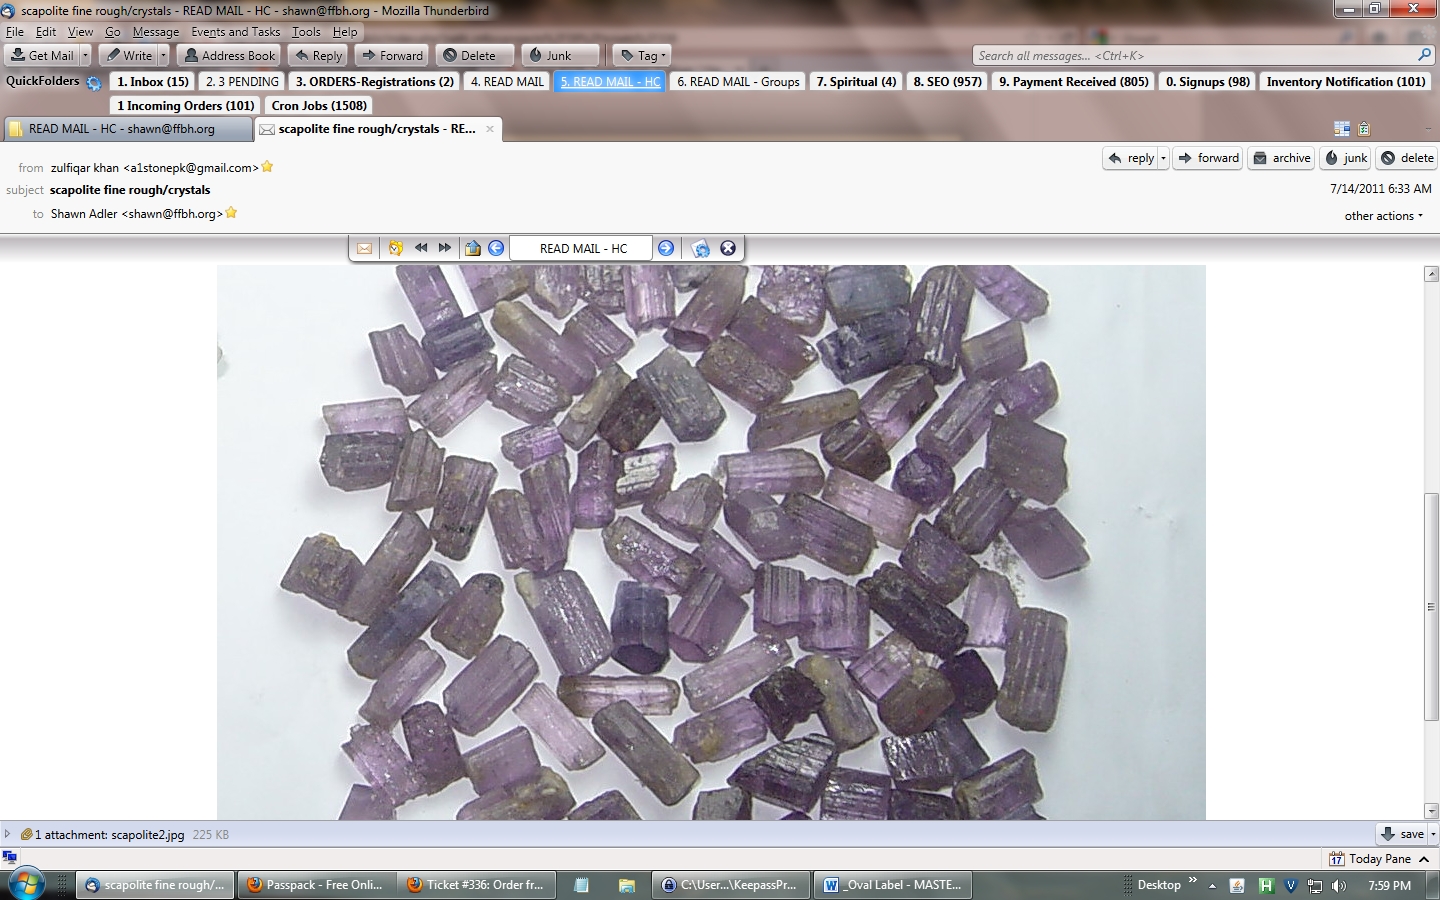 scapolite fine rough/crystals - READ MAIL - HC - shawn@ffbh.org - Mozilla Thunderbird
File Edit View Go Message Events and Tasks Tools Help
Get Mail Write Address Book Reply Forward Delete Junk Tag Search all messages... <Ctrl+K>
QuickFolders 1. Inbox (15) 2. 3 PENDING 3. ORDERS-Registrations (2) 4. READ MAIL 5. READ MAIL - HC 6. READ MAIL - Groups 7. Spiritual (4) 8. SEO (957) 9. Payment Received (805) 0. Signups (98) Inventory Notification (101)
1 Incoming Orders (101) Cron Jobs (1508)
READ MAIL - HC - shawn@ffbh.org scapolite fine rough/crystals - RE...
from zulfiqar khan <a1stonepk@gmail.com> reply forward archive junk delete
subject scapolite fine rough/crystals 7/14/2011 6:33 AM
to Shawn Adler <shawn@ffbh.org> other actions
READ MAIL - HC
1 attachment: scapolite2.jpg 225 KB save
17 Today Pane
scapolite fine rough/... Passpack - Free Onli... Ticket #336: Order fr... C:\User...\KeepassPr... _Oval Label - MASTE... Desktop » H V 7:59 PM